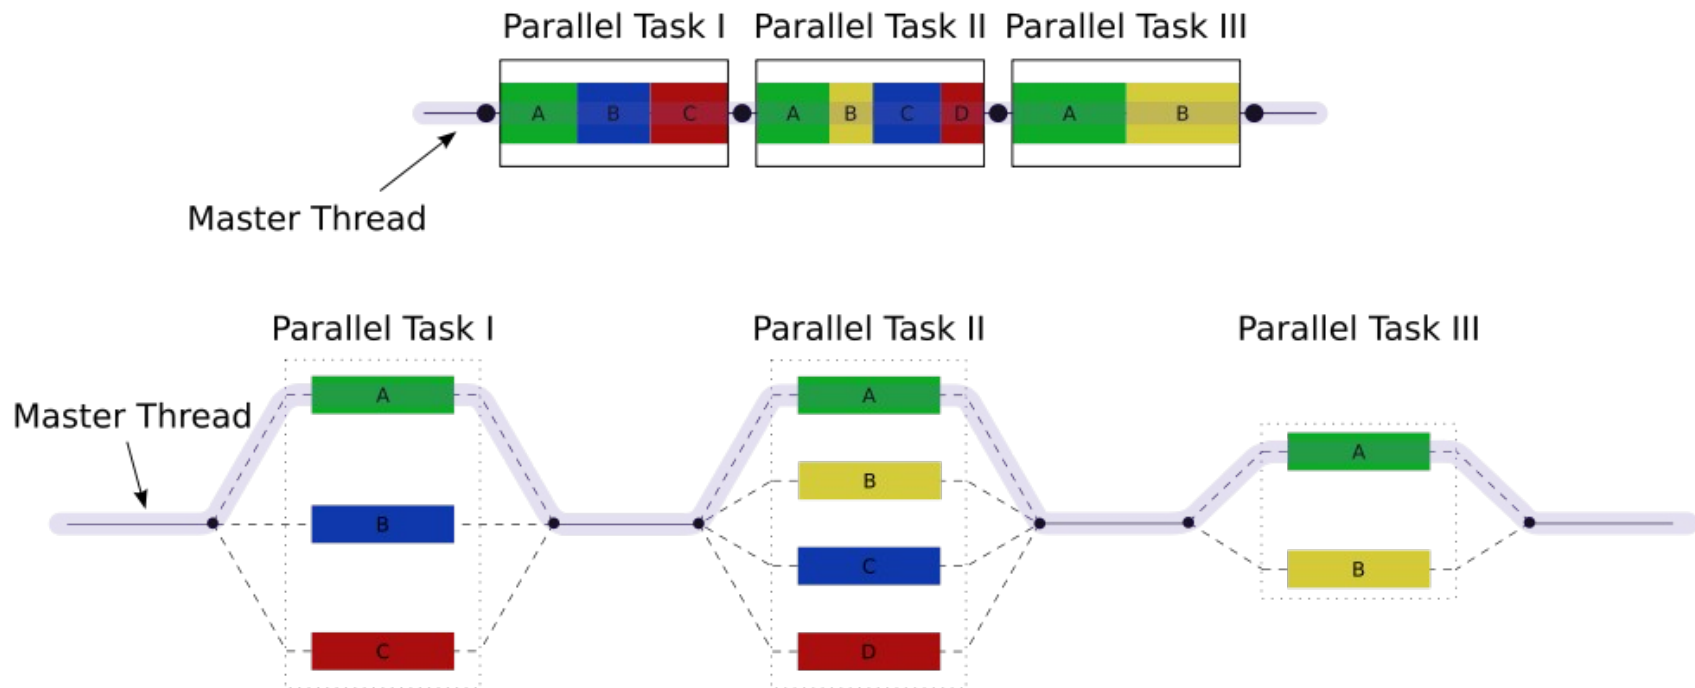 Parallel Task I Parallel Task II Parallel Task III
A B C A B C D A B
Master Thread
Parallel Task I Parallel Task II Parallel Task III
A A
Master Thread
A
B
B
C
B
C D